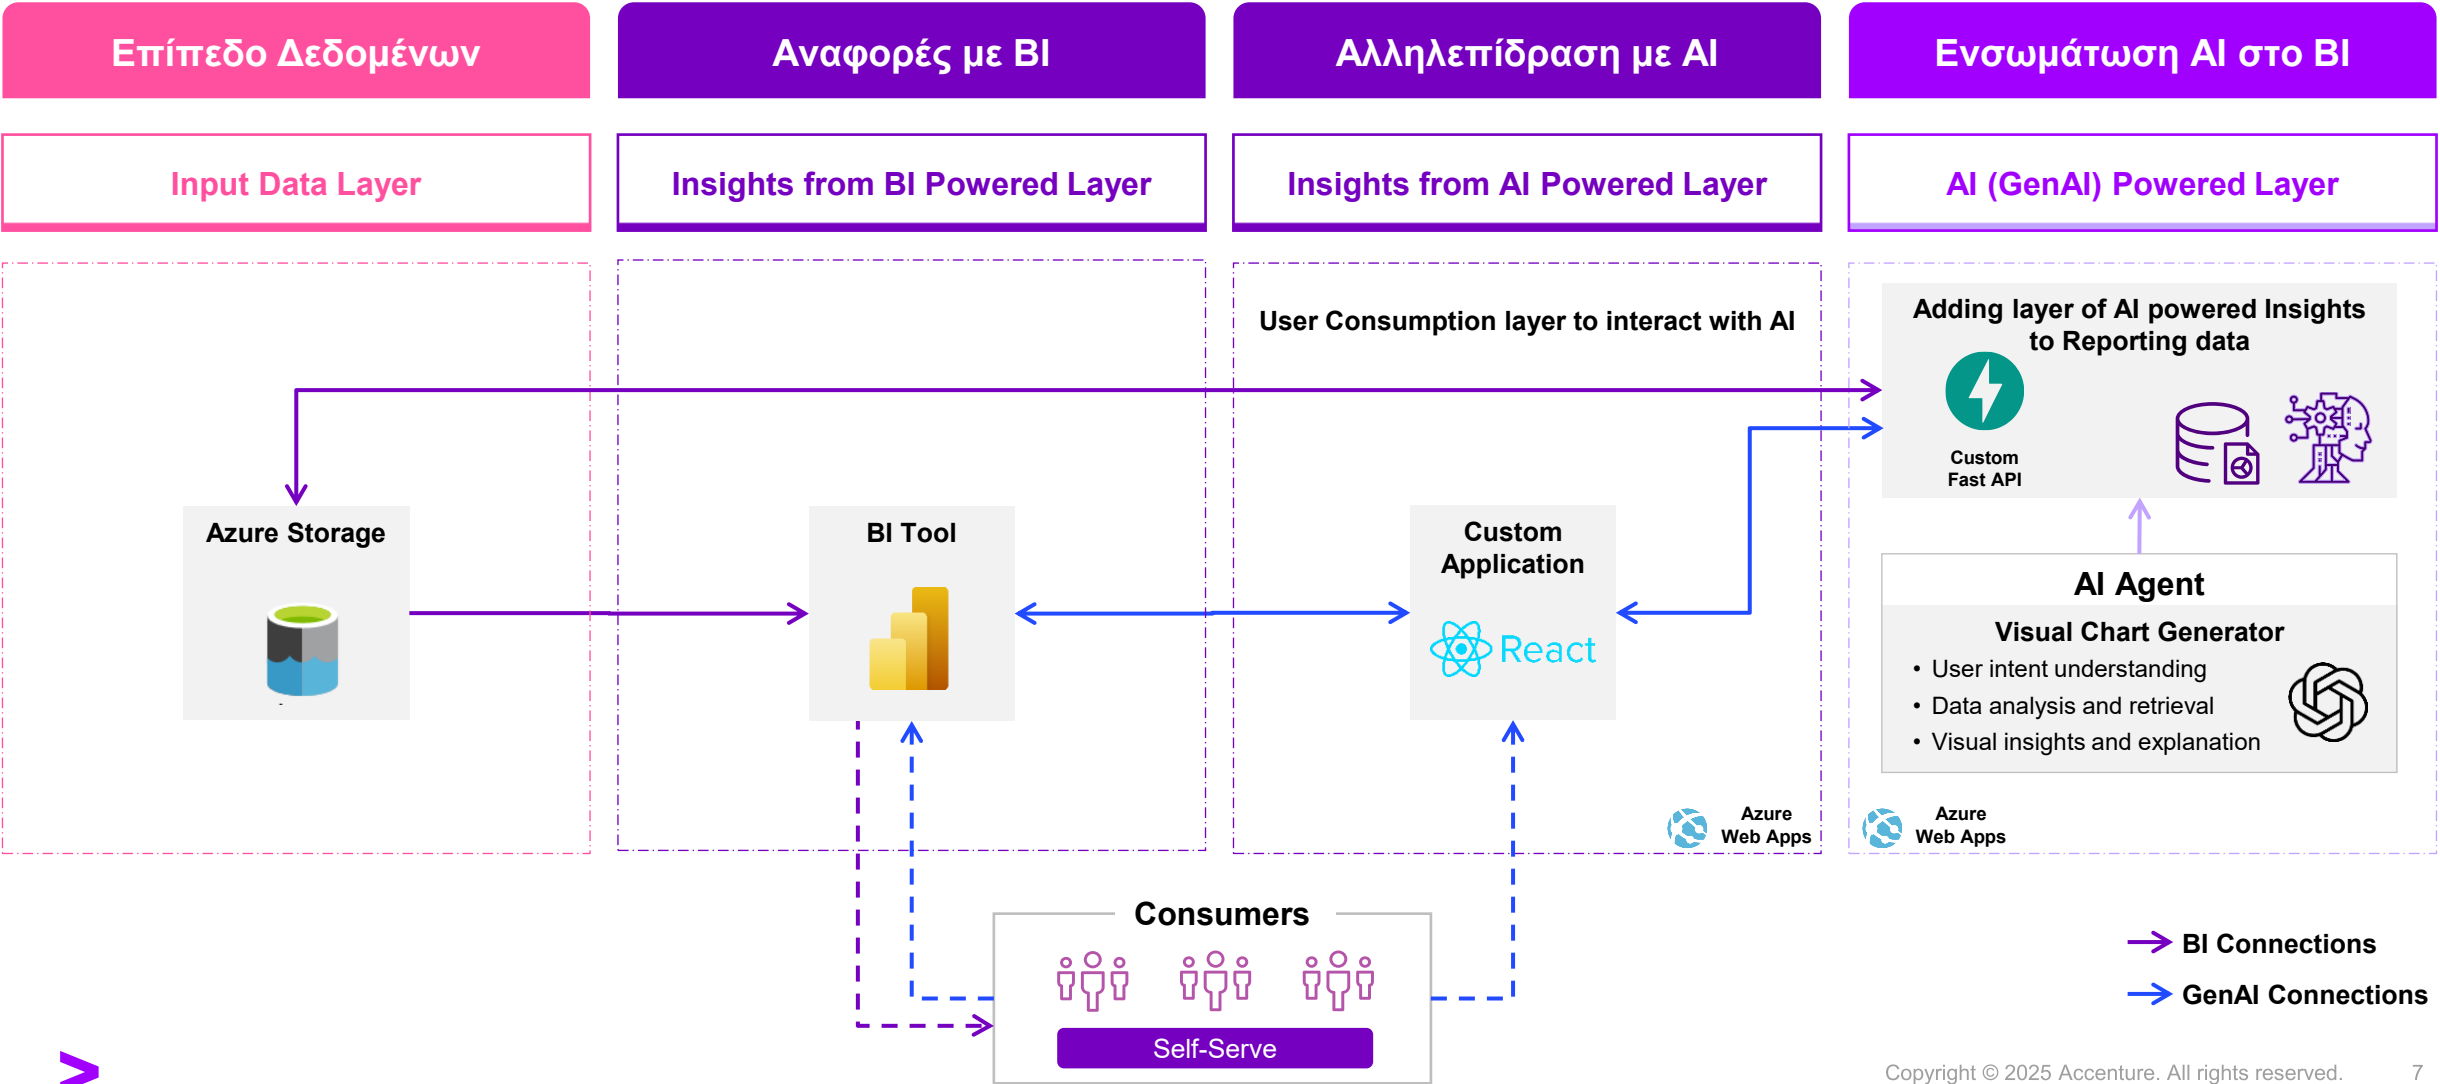 Επίπεδο Δεδομένων
Αναφορές με BI
Αλληλεπίδραση με AI
Ενσωμάτωση AI στο BI
Input Data Layer
Insights from BI Powered Layer
Insights from AI Powered Layer
AI (GenAI) Powered Layer
User Consumption layer to interact with AI
Adding layer of AI powered Insights
to Reporting data
Custom
Fast API
Azure Storage
BI Tool
Custom
Application
React
AI Agent
Visual Chart Generator
• User intent understanding
• Data analysis and retrieval
• Visual insights and explanation
Azure
Web Apps
Azure
Web Apps
Consumers
Self-Serve
BI Connections
GenAI Connections
Copyright © 2025 Accenture. All rights reserved.
7